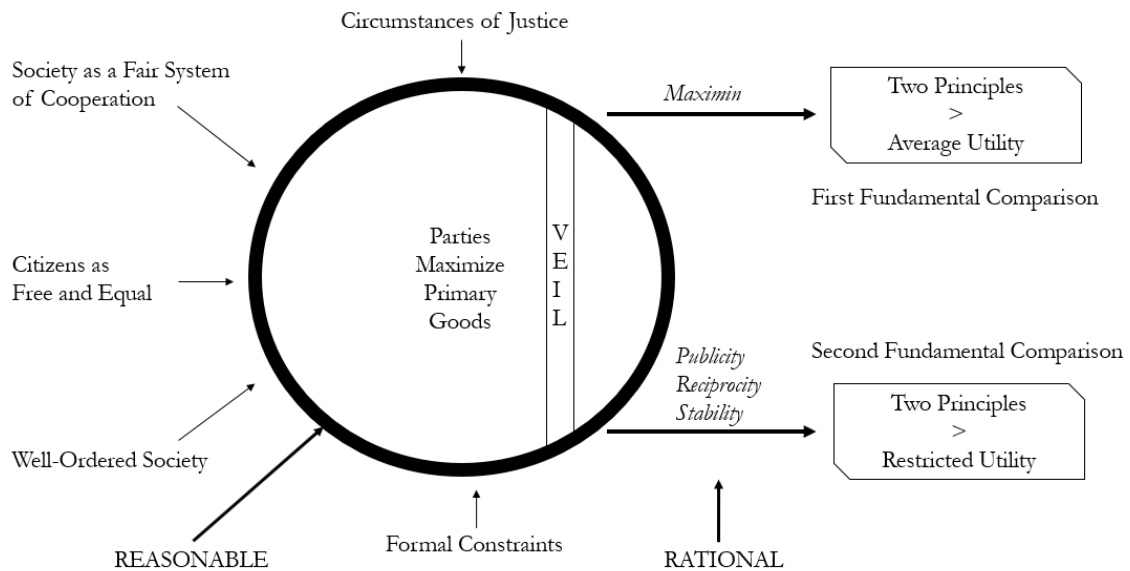 Circumstances of Justice
Society as a Fair System
of Cooperation
Citizens as
Free and Equal
Well-Ordered Society
REASONABLE
Parties
Maximize
Primary
Goods
V
E
I
L
Formal Constraints
Maximin
Two Principles
>
Average Utility
First Fundamental Comparison
Publicity
Reciprocity
Stability
Second Fundamental Comparison
Two Principles
>
Restricted Utility
RATIONAL